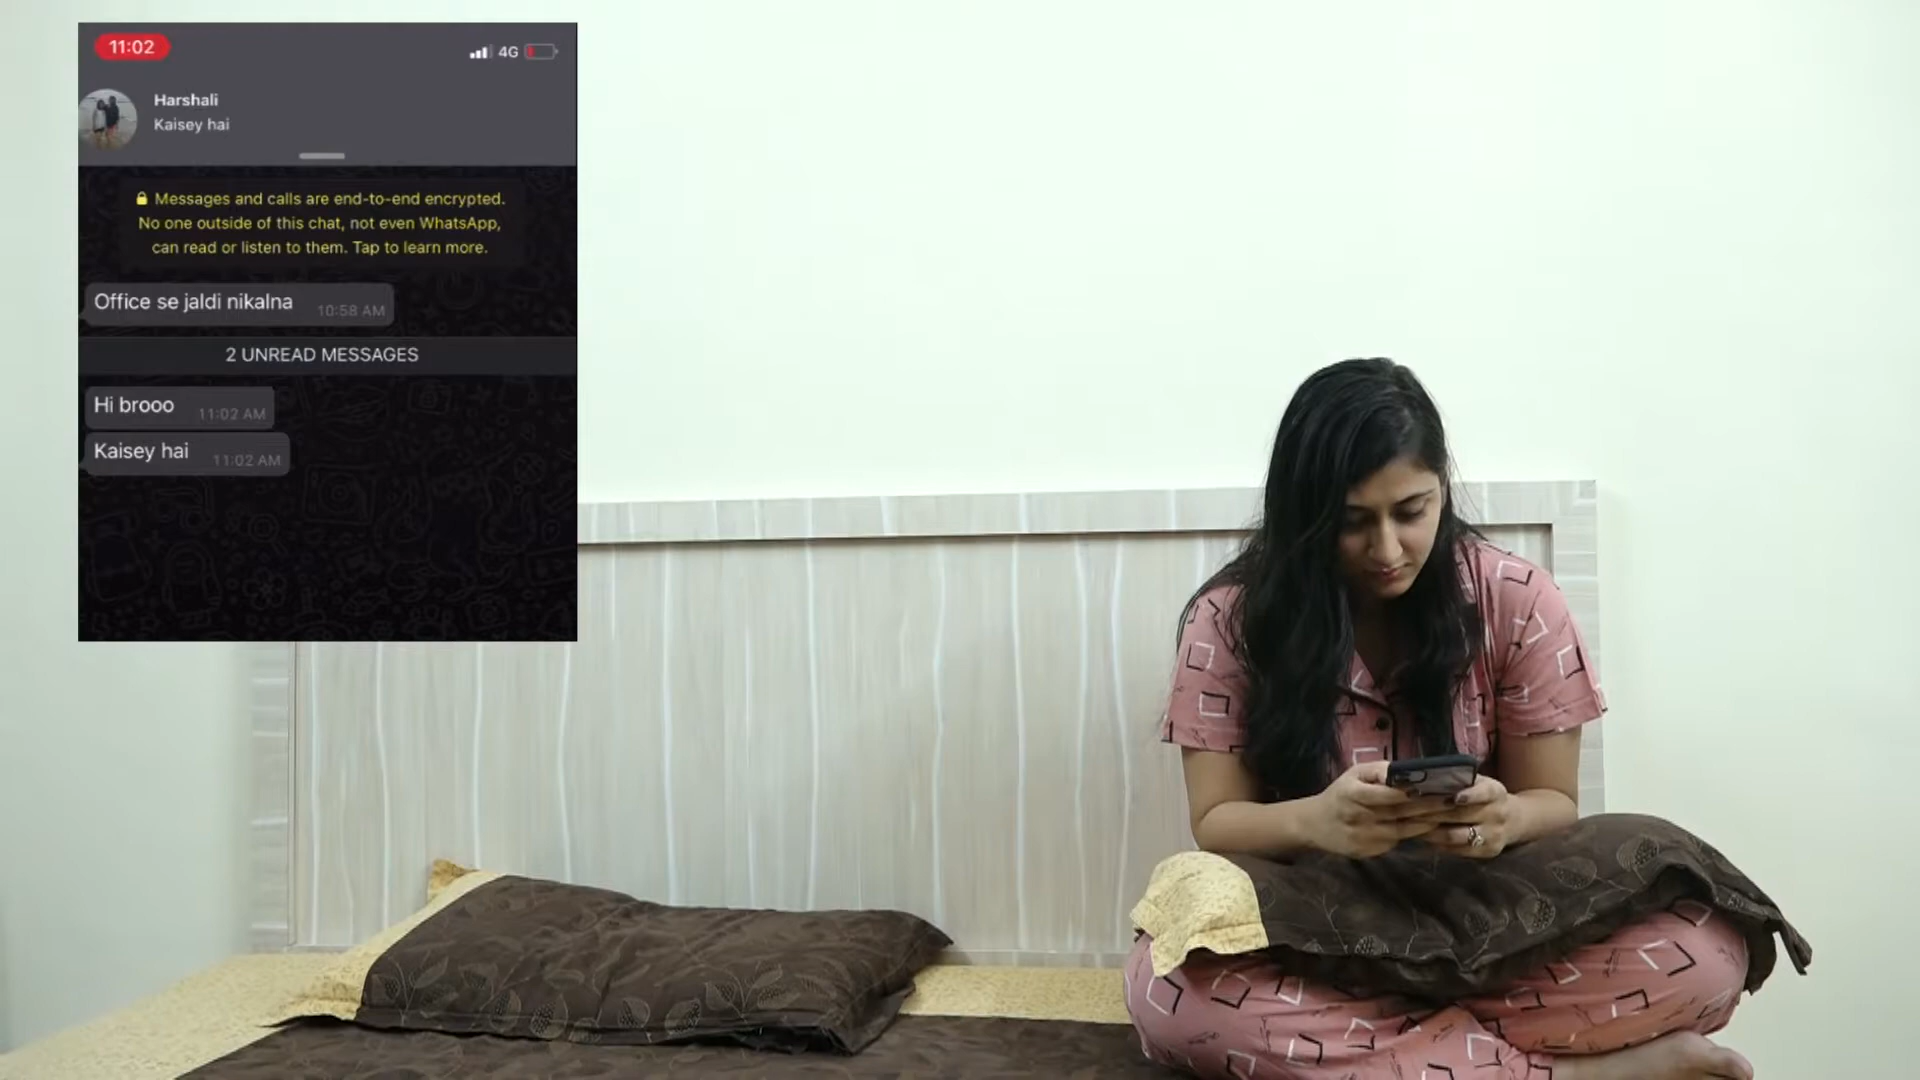 11:02
4G
Harshali
Kaisey hai
Messages and calls are end-to-end encrypted.
No one outside of this chat, not even WhatsApp,
can read or listen to them. Tap to learn more.
Office se jaldi nikalna 10:58 AM
2 UNREAD MESSAGES
Hi brooo 11:02 AM
Kaisey hai 11:02 AM